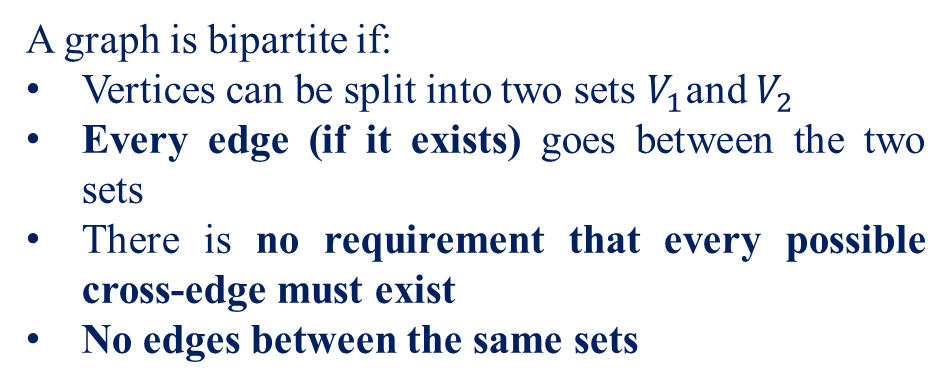 A graph is bipartite if:
• Vertices can be split into two sets V₁ and V₂
• Every edge (if it exists) goes between the two
sets
• There is no requirement that every possible
cross-edge must exist
• No edges between the same sets